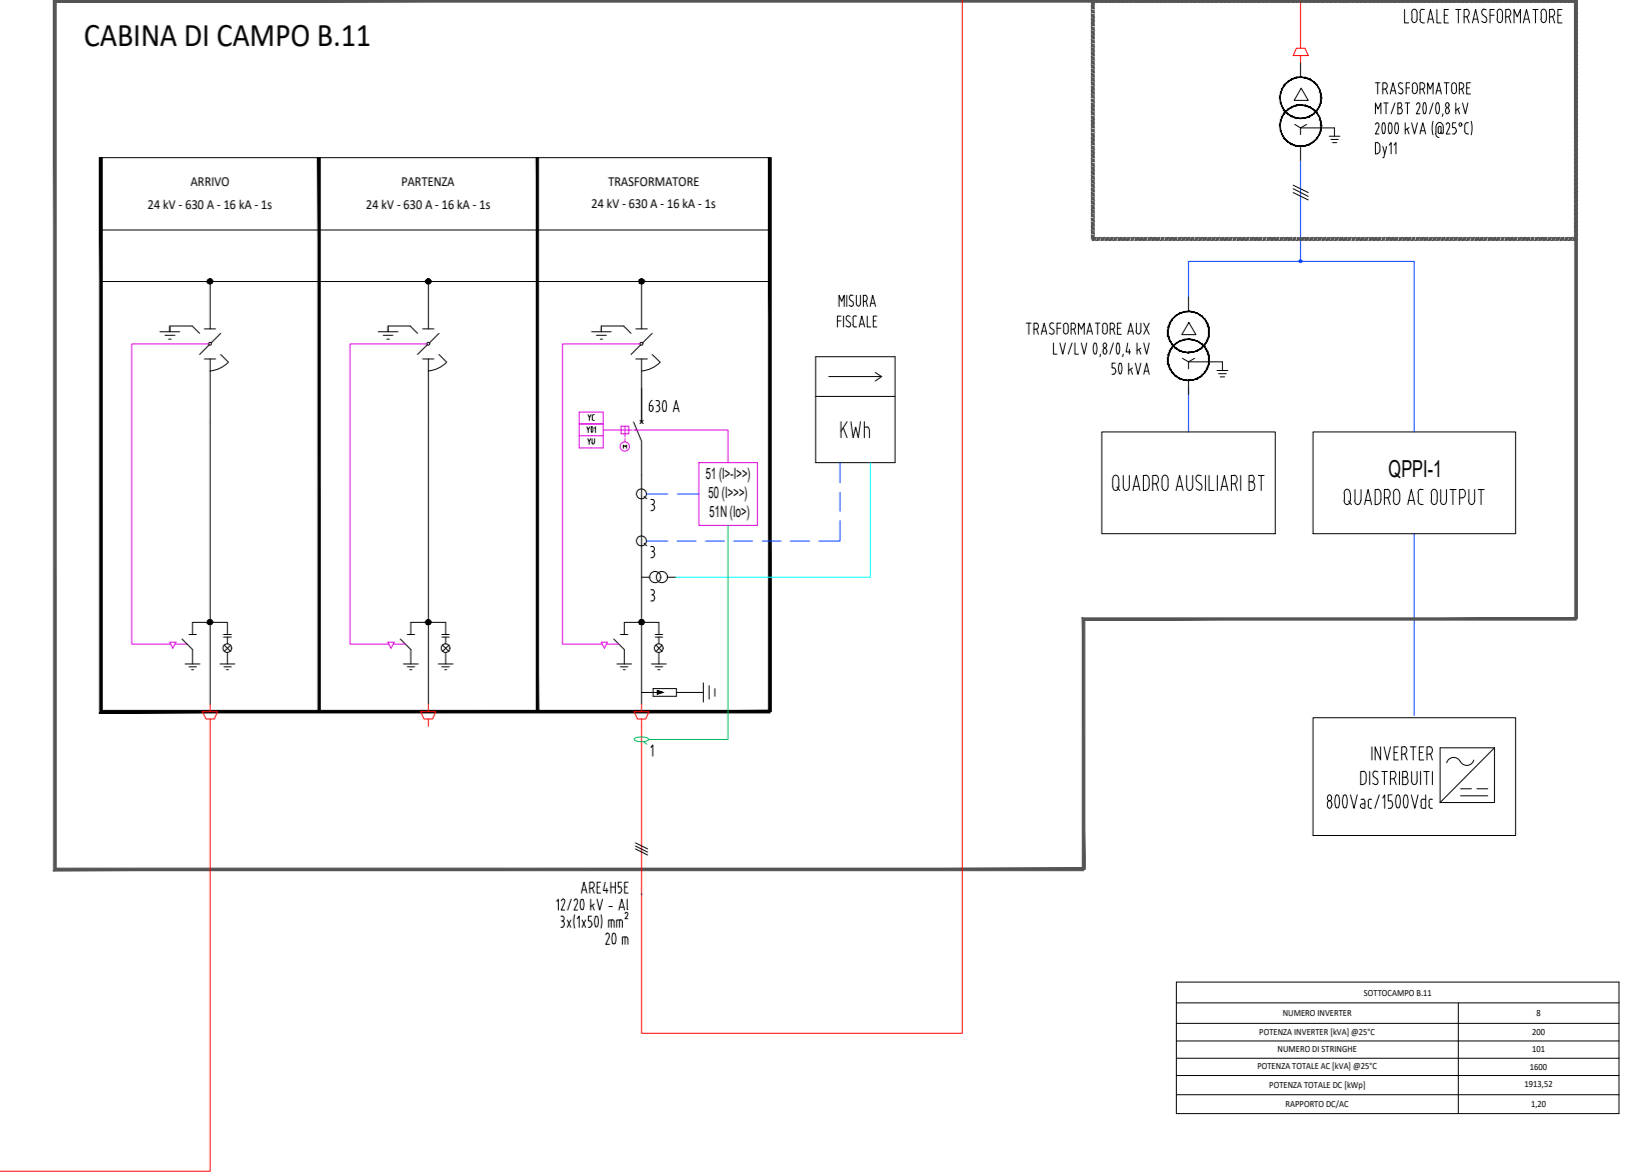 CABINA DI CAMPO B.11
LOCALE TRASFORMATORE
TRASFORMATORE
MT/BT 20/0,8 kV
2000 kVA (@25°C)
Dy11
ARRIVO
24 kV - 630 A - 16 kA - 1s
PARTENZA
24 kV - 630 A - 16 kA - 1s
TRASFORMATORE
24 kV - 630 A - 16 kA - 1s
MISURA
FISCALE
KWh
630 A
YC
YO1
YU
M
51 (I>-I>>)
50 (I>>>)
51N (Io>)
3
3
3
1
TRASFORMATORE AUX
LV/LV 0,8/0,4 kV
50 kVA
QUADRO AUSILIARI BT
QPPI-1
QUADRO AC OUTPUT
INVERTER
DISTRIBUITI
800Vac/1500Vdc
ARE4H5E
12/20 kV - Al
3x(1x50) mm²
20 m
SOTTOCAMPO B.11
NUMERO INVERTER 8
POTENZA INVERTER [kVA] @25°C 200
NUMERO DI STRINGHE 101
POTENZA TOTALE AC [kVA] @25°C 1600
POTENZA TOTALE DC [kWp] 1913,52
RAPPORTO DC/AC 1,20